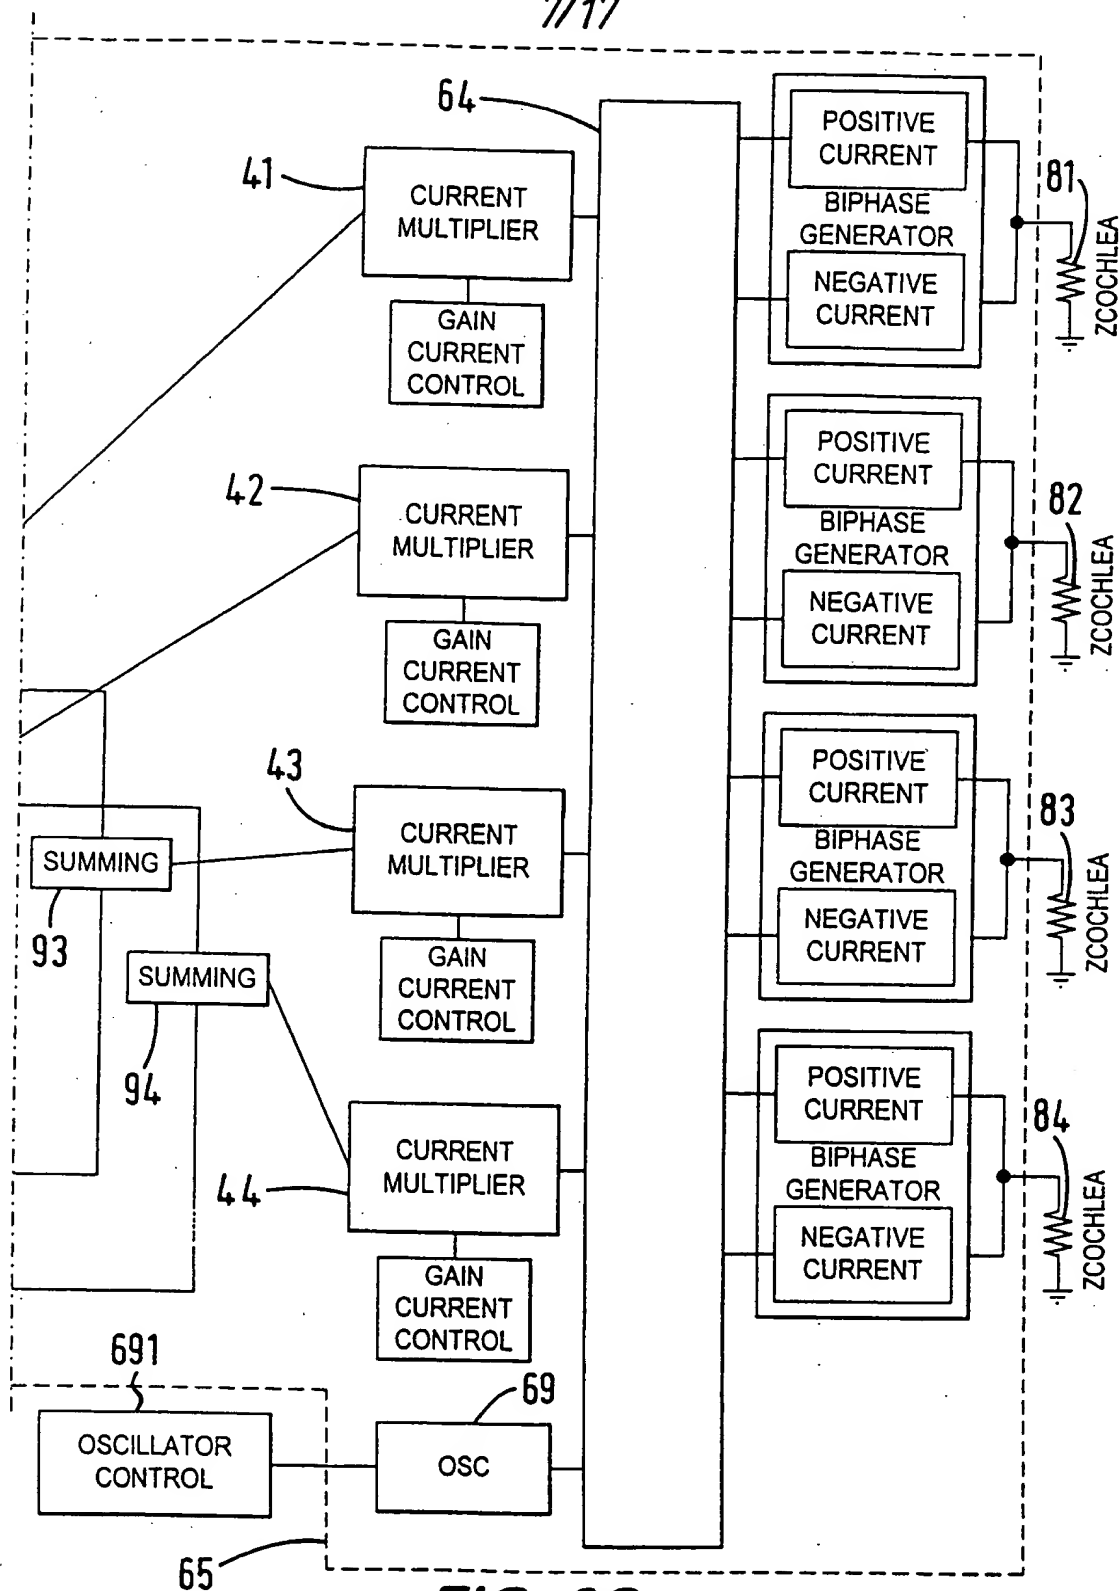 7/17
64
POSITIVE
CURRENT
BIPHASE
GENERATOR
NEGATIVE
CURRENT
81
ZCOCHLEA
41
CURRENT
MULTIPLIER
GAIN
CURRENT
CONTROL
POSITIVE
CURRENT
BIPHASE
GENERATOR
NEGATIVE
CURRENT
82
ZCOCHLEA
42
CURRENT
MULTIPLIER
GAIN
CURRENT
CONTROL
POSITIVE
CURRENT
BIPHASE
GENERATOR
NEGATIVE
CURRENT
83
ZCOCHLEA
43
CURRENT
MULTIPLIER
GAIN
CURRENT
CONTROL
SUMMING
93
SUMMING
94
POSITIVE
CURRENT
BIPHASE
GENERATOR
NEGATIVE
CURRENT
84
ZCOCHLEA
44
CURRENT
MULTIPLIER
GAIN
CURRENT
CONTROL
691
OSCILLATOR
CONTROL
69
OSC
65